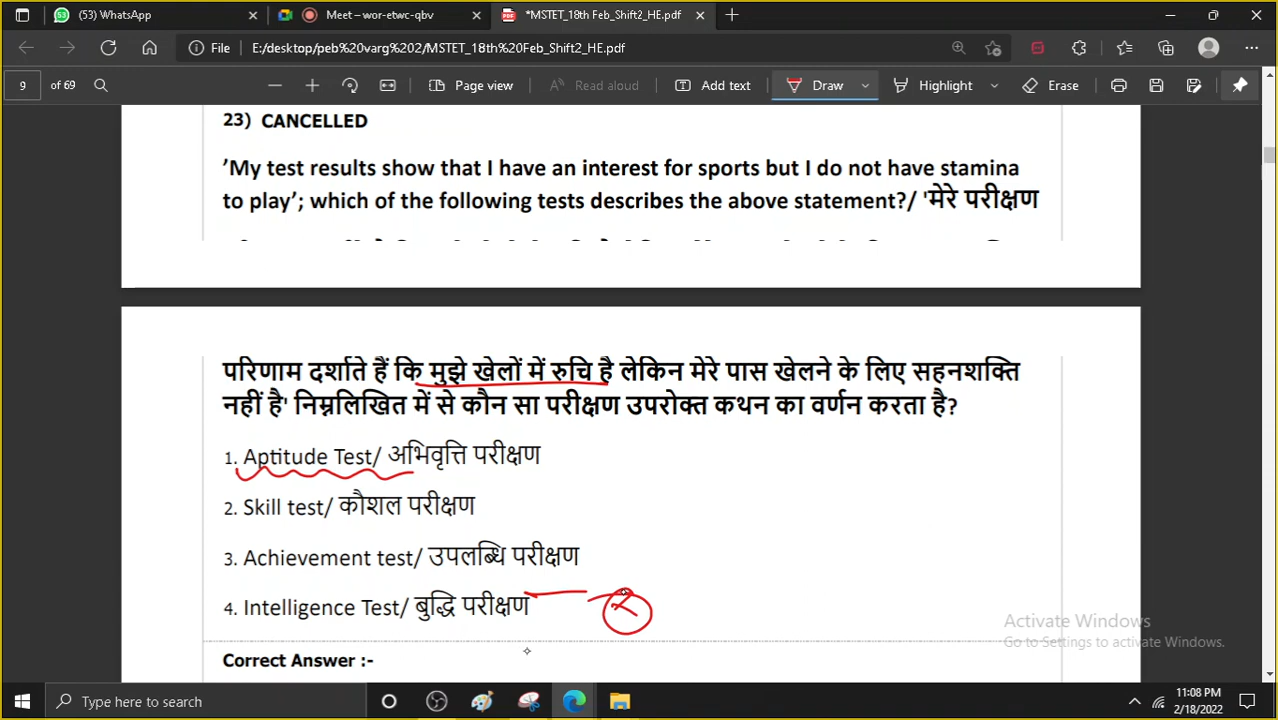 (53) WhatsApp
Meet – wor-etwc-qbv
*MSTET_18th Feb_Shift2_HE.pdf
File
E:/desktop/peb%20varg%202/MSTET_18th%20Feb_Shift2_HE.pdf
9 of 69
Page view
Read aloud
Add text
Draw
Highlight
Erase
23) CANCELLED
’My test results show that I have an interest for sports but I do not have stamina
to play’; which of the following tests describes the above statement?/ 'मेरे परीक्षण
परिणाम दर्शाते हैं कि मुझे खेलों में रुचि है लेकिन मेरे पास खेलने के लिए सहनशक्ति
नहीं है' निम्नलिखित में से कौन सा परीक्षण उपरोक्त कथन का वर्णन करता है?
1. Aptitude Test/ अभिवृत्ति परीक्षण
2. Skill test/ कौशल परीक्षण
3. Achievement test/ उपलब्धि परीक्षण
4. Intelligence Test/ बुद्धि परीक्षण
Correct Answer :-
Activate Windows
Go to Settings to activate Windows.
Type here to search
11:08 PM
2/18/2022